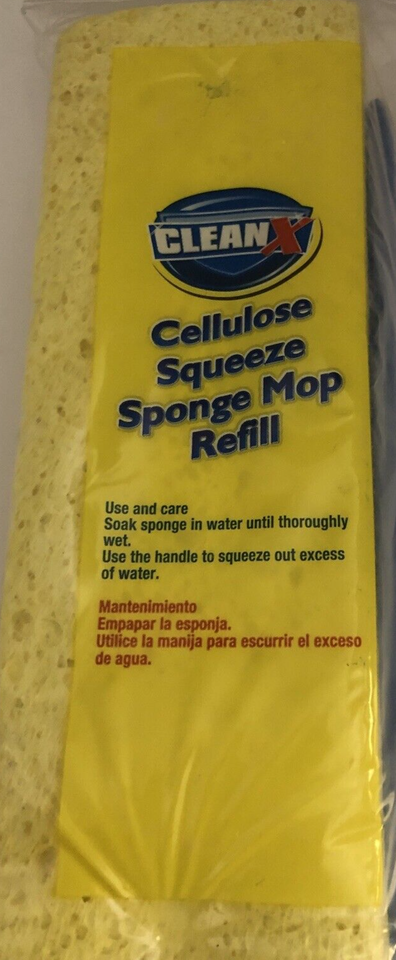 CLEANX
Cellulose
Squeeze
Sponge Mop
Refill
Use and care
Soak sponge in water until thoroughly
wet.
Use the handle to squeeze out excess
of water.
Mantenimiento
Empapar la esponja.
Utilice la manija para escurrir el exceso
de agua.